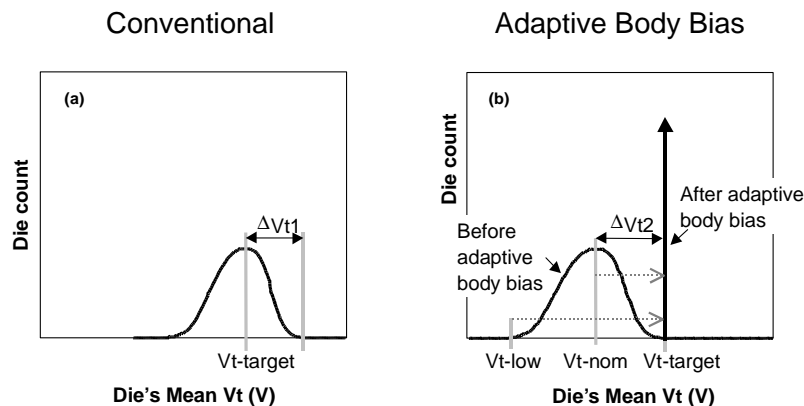 Conventional
(a)
Die count
ΔVt1
Vt-target
Die's Mean Vt (V)
Adaptive Body Bias
(b)
Die count
ΔVt2
Before
adaptive
body bias
After adaptive
body bias
Vt-low
Vt-nom
Vt-target
Die's Mean Vt (V)